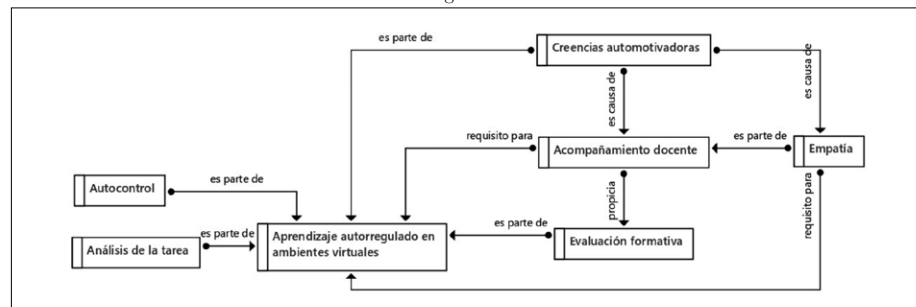 es parte de
Creencias automotivadoras
es causa de
es causa de
requisito para
Acompañamiento docente
es parte de
Empatía
Autocontrol
es parte de
propicia
requisito para
Análisis de la tarea
es parte de
Aprendizaje autorregulado en
ambientes virtuales
es parte de
Evaluación formativa